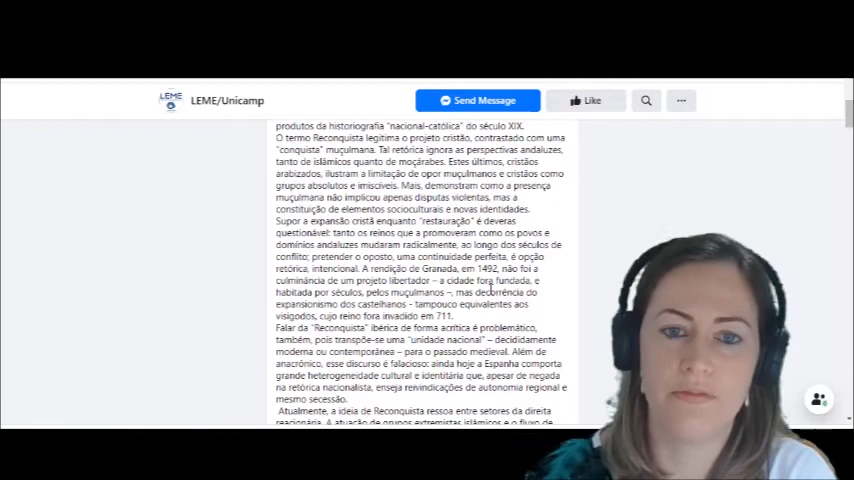 LEME
LEME/Unicamp
Send Message
Like
produtos da historiografia "nacional-católica" do século XIX.
O termo Reconquista legitima o projeto cristão, contrastado com uma
"conquista" muçulmana. Tal retórica ignora as perspectivas andaluzes,
tanto de islâmicos quanto de moçárabes. Estes últimos, cristãos
arabizados, ilustram a limitação de opor muçulmanos e cristãos como
grupos absolutos e imiscíveis. Mais, demonstram como a presença
muçulmana não implicou apenas disputas violentas, mas a
constituição de elementos socioculturais e novas identidades.
Supor a expansão cristã enquanto "restauração" é deveras
questionável: tanto os reinos que a promoveram como os povos e
domínios andaluzes mudaram radicalmente, ao longo dos séculos de
conflito; pretender o oposto, uma continuidade perfeita, é opção
retórica, intencional. A rendição de Granada, em 1492, não foi a
culminância de um projeto libertador – a cidade fora fundada, e
habitada por séculos, pelos muçulmanos –, mas decorrência do
expansionismo dos castelhanos - tampouco equivalentes aos
visigodos, cujo reino fora invadido em 711.
Falar da "Reconquista" ibérica de forma acrítica é problemático,
também, pois transpõe-se uma "unidade nacional" – decididamente
moderna ou contemporânea – para o passado medieval. Além de
anacrônico, esse discurso é falacioso: ainda hoje a Espanha comporta
grande heterogeneidade cultural e identitária que, apesar de negada
na retórica nacionalista, enseja reivindicações de autonomia regional e
mesmo secessão.
Atualmente, a ideia de Reconquista ressoa entre setores da direita
reacionária. A atuação de grupos extremistas islâmicos e o fluxo de